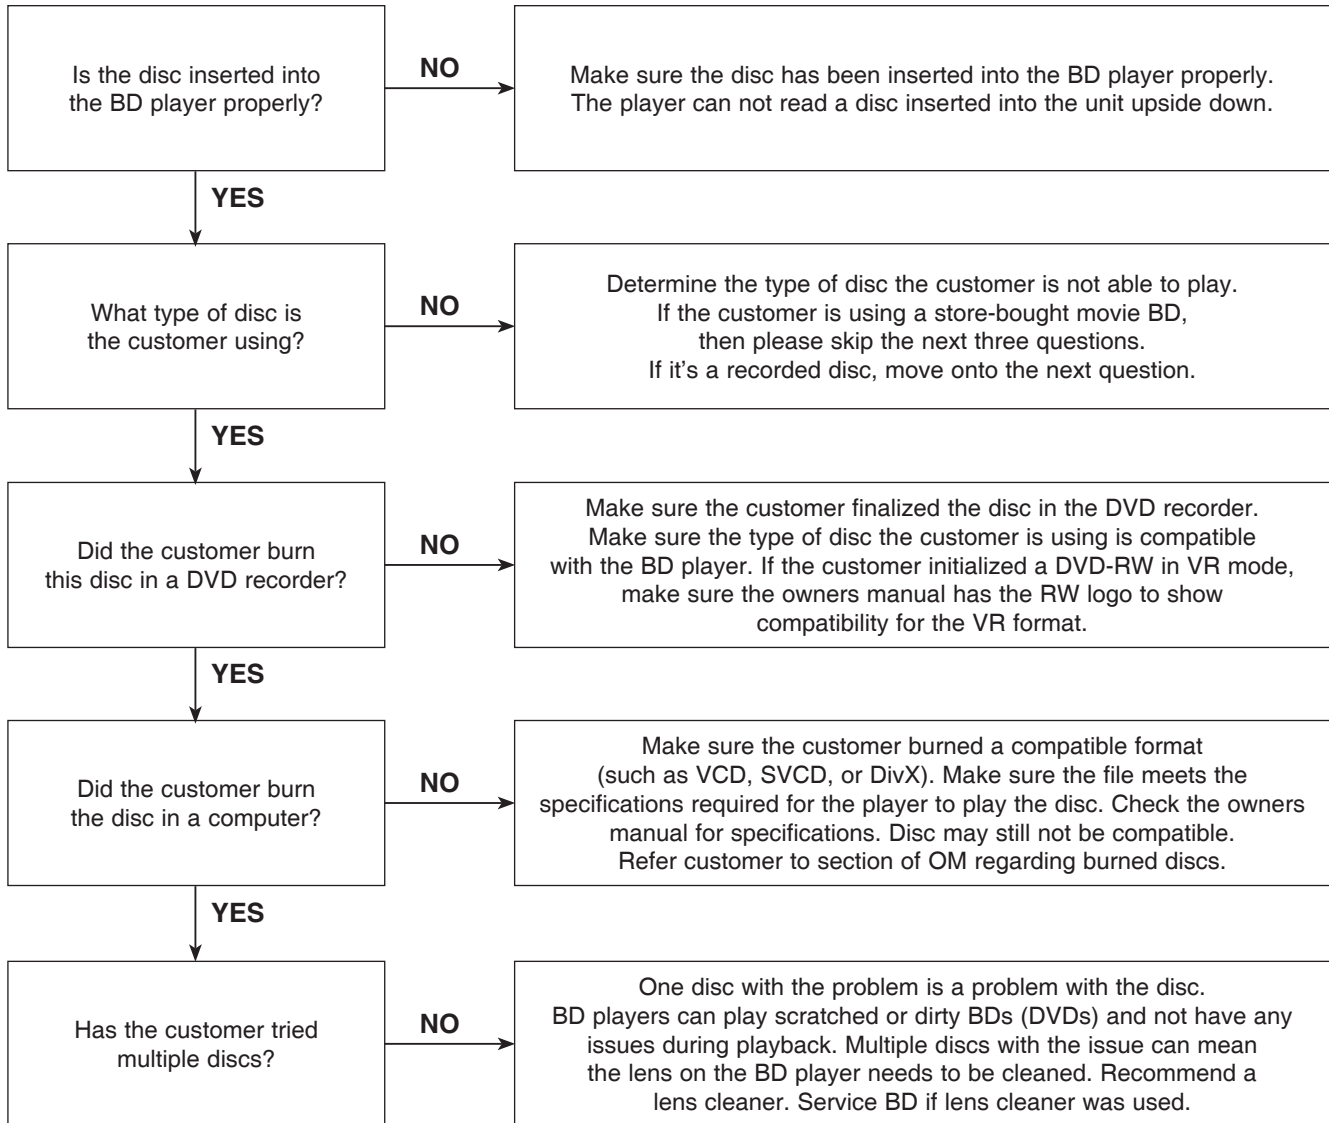 Is the disc inserted into
the BD player properly?
NO
Make sure the disc has been inserted into the BD player properly.
The player can not read a disc inserted into the unit upside down.
YES
What type of disc is
the customer using?
NO
Determine the type of disc the customer is not able to play.
If the customer is using a store-bought movie BD,
then please skip the next three questions.
If it's a recorded disc, move onto the next question.
YES
Did the customer burn
this disc in a DVD recorder?
NO
Make sure the customer finalized the disc in the DVD recorder.
Make sure the type of disc the customer is using is compatible
with the BD player. If the customer initialized a DVD-RW in VR mode,
make sure the owners manual has the RW logo to show
compatibility for the VR format.
YES
Did the customer burn
the disc in a computer?
NO
Make sure the customer burned a compatible format
(such as VCD, SVCD, or DivX). Make sure the file meets the
specifications required for the player to play the disc. Check the owners
manual for specifications. Disc may still not be compatible.
Refer customer to section of OM regarding burned discs.
YES
Has the customer tried
multiple discs?
NO
One disc with the problem is a problem with the disc.
BD players can play scratched or dirty BDs (DVDs) and not have any
issues during playback. Multiple discs with the issue can mean
the lens on the BD player needs to be cleaned. Recommend a
lens cleaner. Service BD if lens cleaner was used.